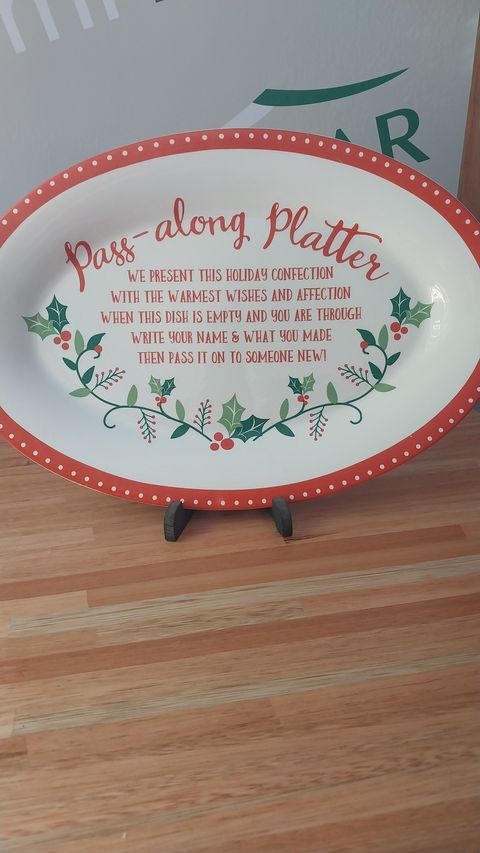 AR
Pass-along Platter
WE PRESENT THIS HOLIDAY CONFECTION
WITH THE WARMEST WISHES AND AFFECTION
WHEN THIS DISH IS EMPTY AND YOU ARE THROUGH
WRITE YOUR NAME & WHAT YOU MADE
THEN PASS IT ON TO SOMEONE NEW!